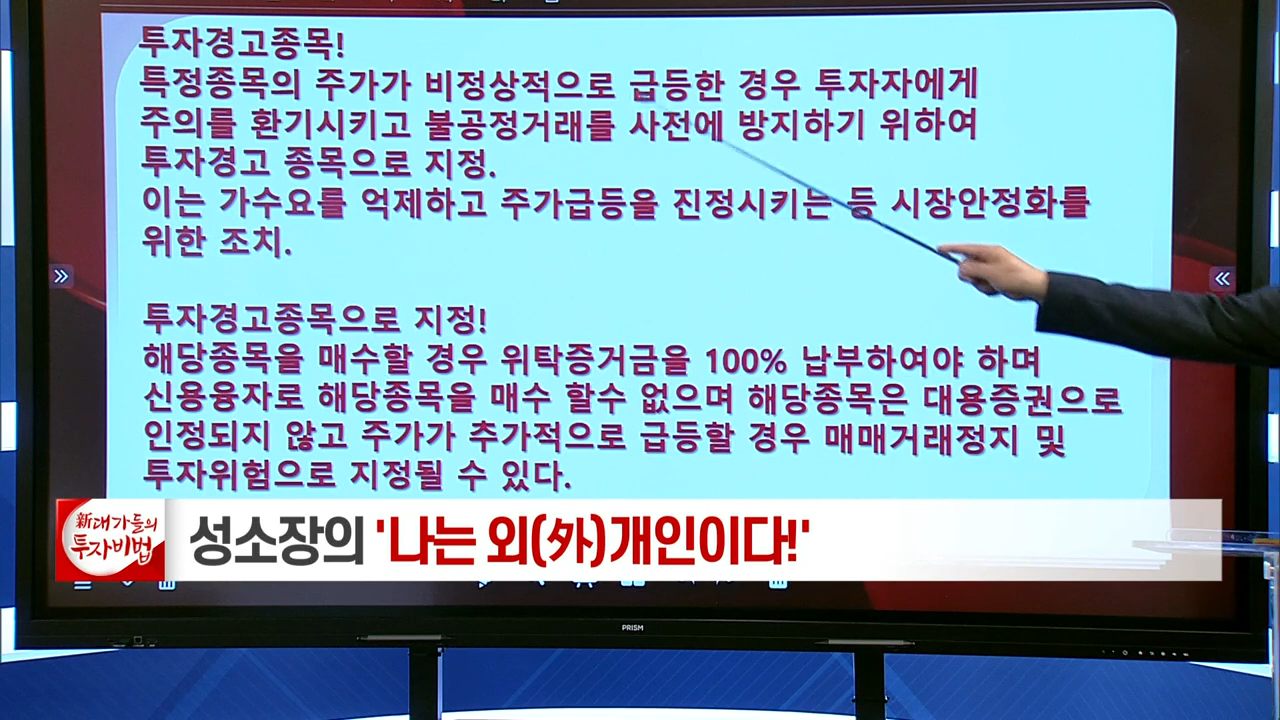 투자경고종목!
특정종목의 주가가 비정상적으로 급등한 경우 투자자에게
주의를 환기시키고 불공정거래를 사전에 방지하기 위하여
투자경고 종목으로 지정.
이는 가수요를 억제하고 주가급등을 진정시키는 등 시장안정화를
위한 조치.
투자경고종목으로 지정!
해당종목을 매수할 경우 위탁증거금을 100% 납부하여야 하며
신용융자로 해당종목을 매수 할수 없으며 해당종목은 대용증권으로
인정되지 않고 주가가 추가적으로 급등할 경우 매매거래정지 및
투자위험으로 지정될 수 있다.
新대가들의
투자비법
성소장의 '나는 외(外)개인이다!'
PRISM